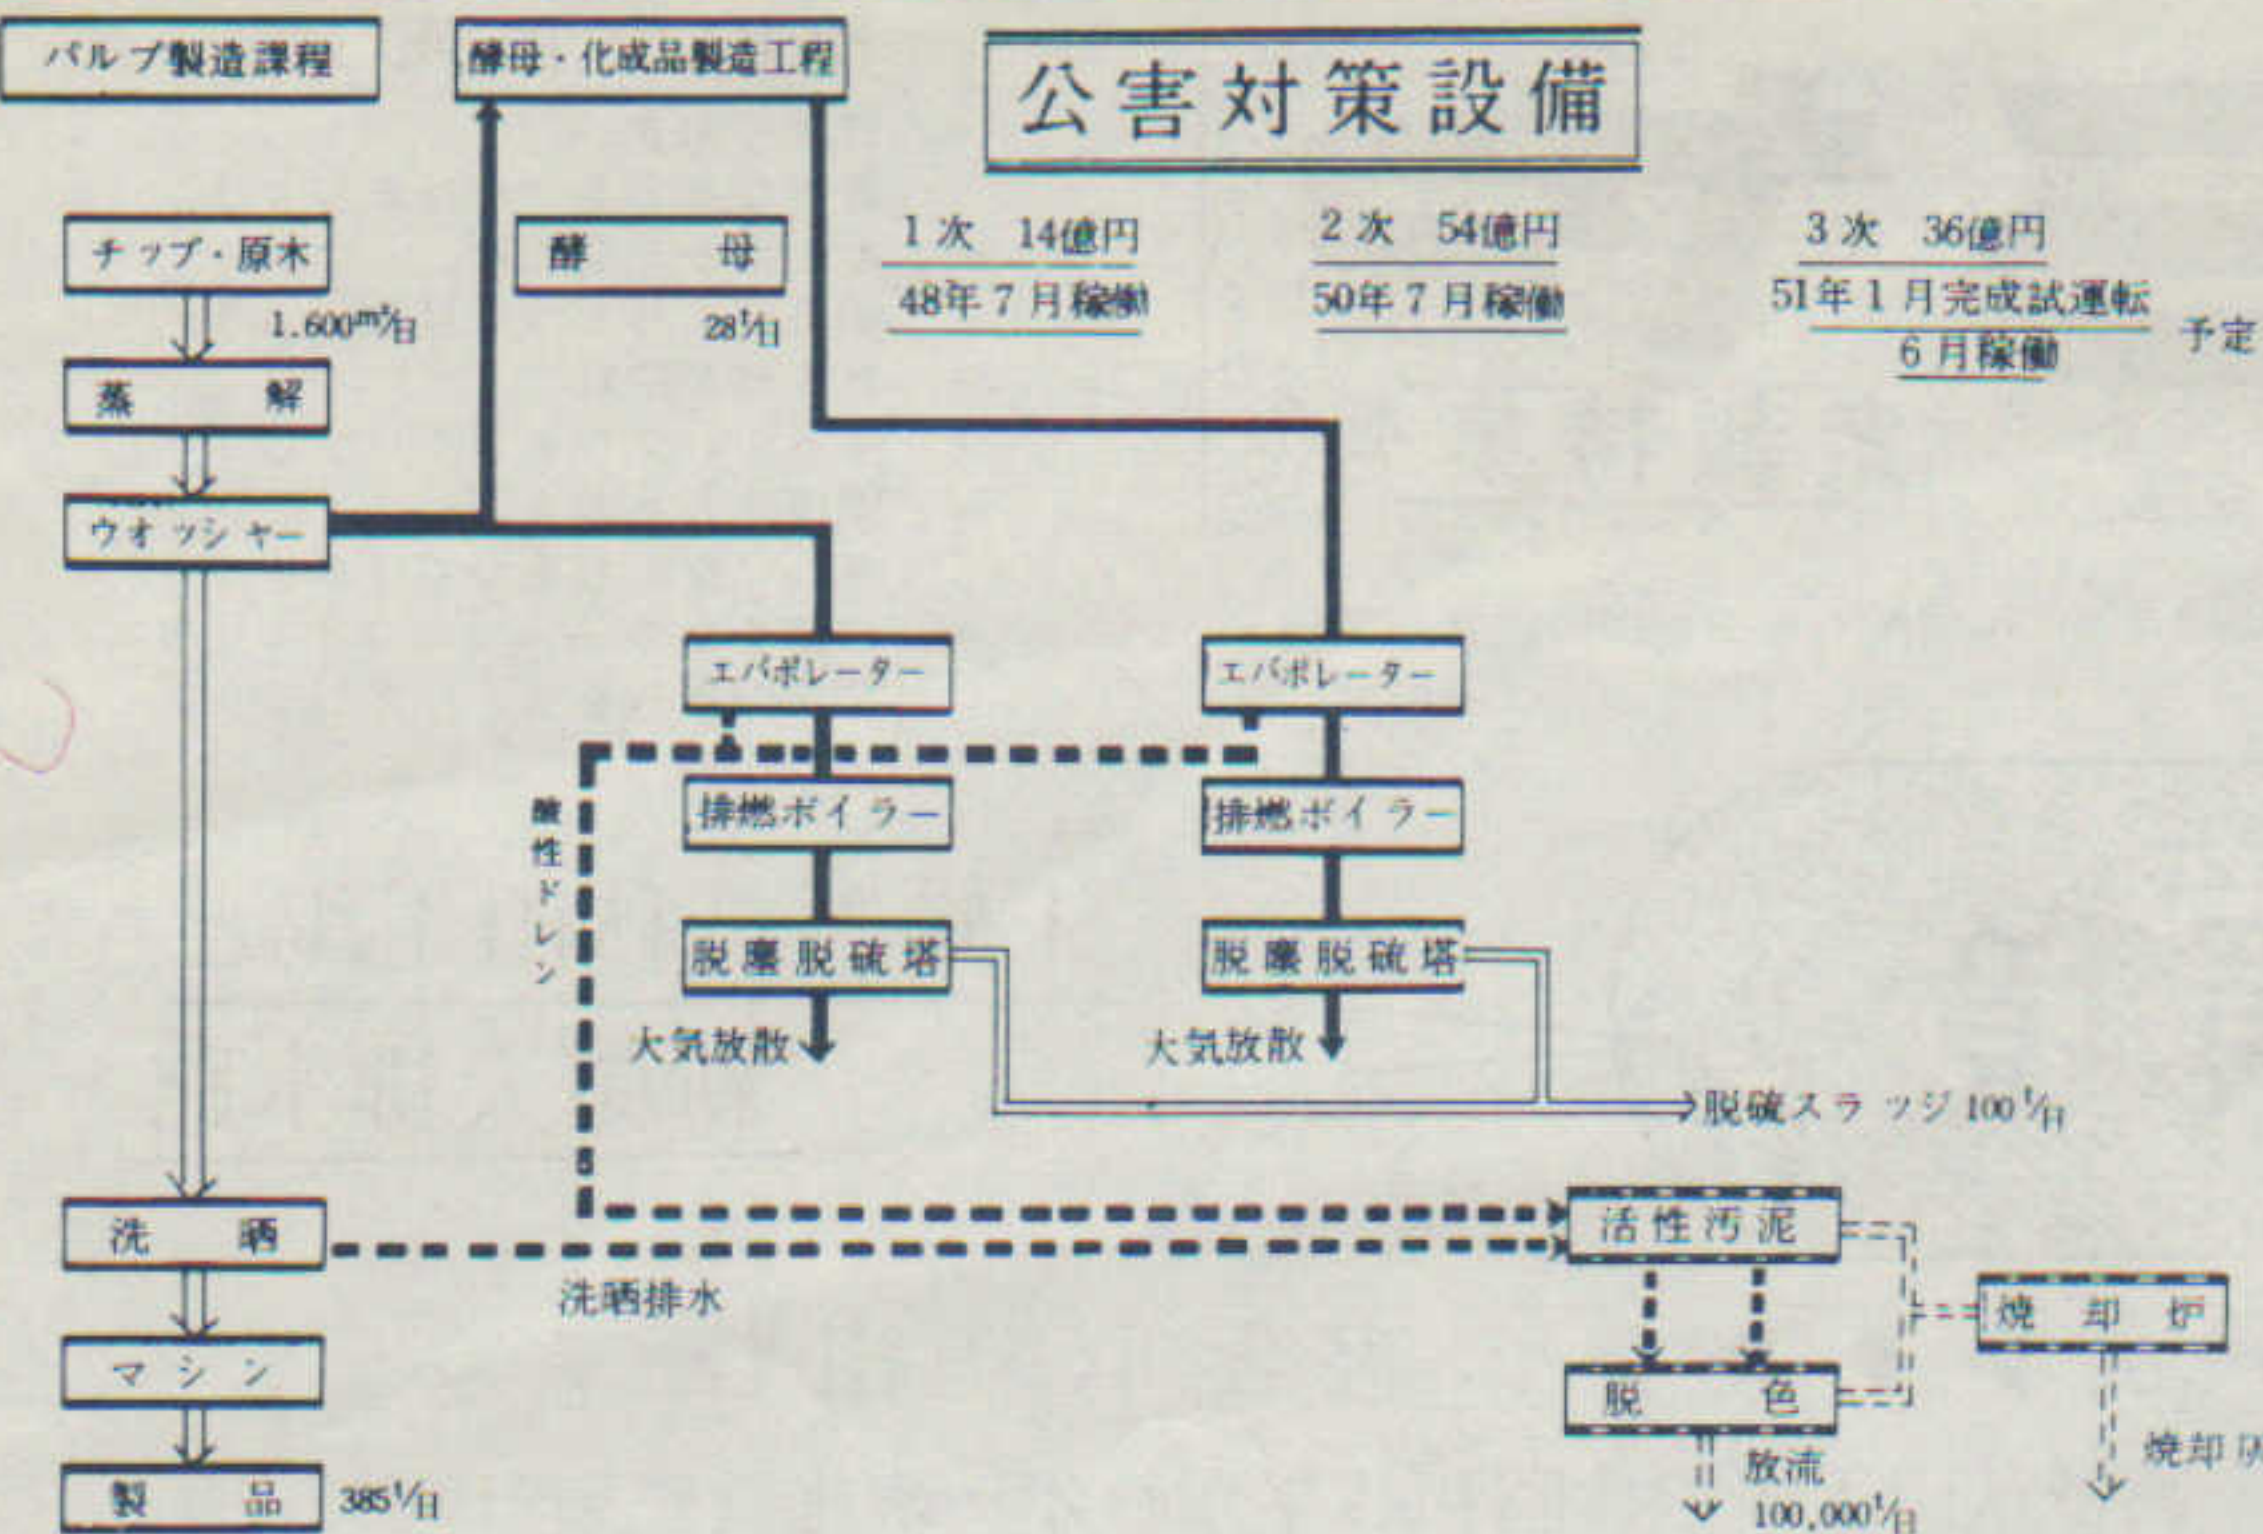 パルプ製造課程
酵母・化成品製造工程
公害対策設備
チップ・原木
1.600m³/日
酵 母
28t/日
1次 14億円
48年7月稼働
2次 54億円
50年7月稼働
3次 36億円
51年1月完成試運転
6月稼働
予定
蒸 解
ウオッシャー
エバポレーター
エバポレーター
酸性ドレン
排燃ボイラー
排燃ボイラー
脱塵脱硫塔
脱塵脱硫塔
大気放散
大気放散
脱硫スラッジ 100t/日
洗 晒
洗晒排水
活性汚泥
焼却炉
マシン
脱 色
製 品
385t/日
放流
100,000t/日
焼却